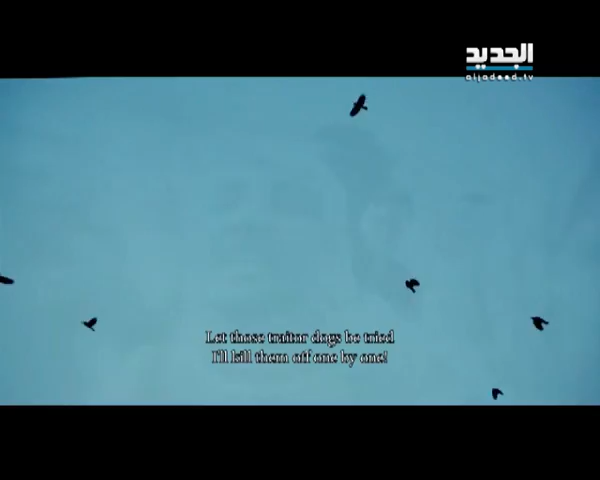 الجديد
aljadeed.tv
Let those traitor dogs be tried
I'll kill them off one by one!